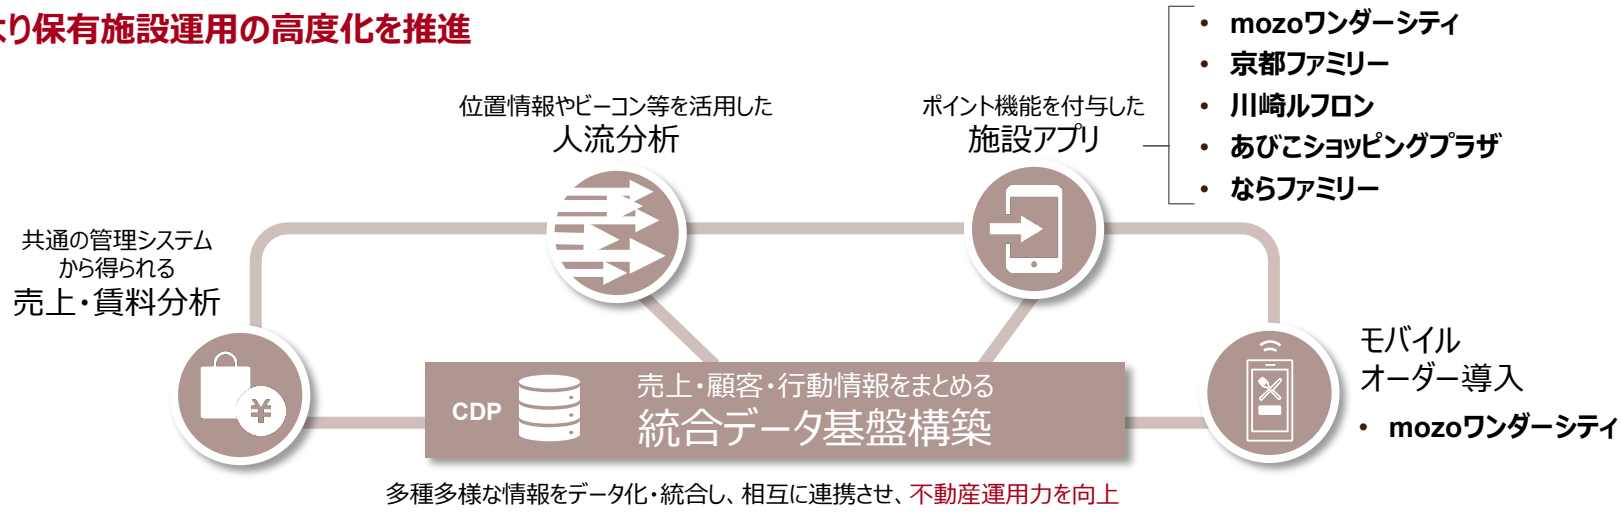 より保有施設運用の高度化を推進
位置情報やビーコン等を活用した
人流分析
ポイント機能を付与した
施設アプリ
• mozoワンダーシティ
• 京都ファミリー
• 川崎ルフロン
• あびこショッピングプラザ
• ならファミリー
共通の管理システム
から得られる
売上・賃料分析
¥
CDP
売上・顧客・行動情報をまとめる
統合データ基盤構築
モバイル
オーダー導入
• mozoワンダーシティ
多種多様な情報をデータ化・統合し、相互に連携させ、不動産運用力を向上